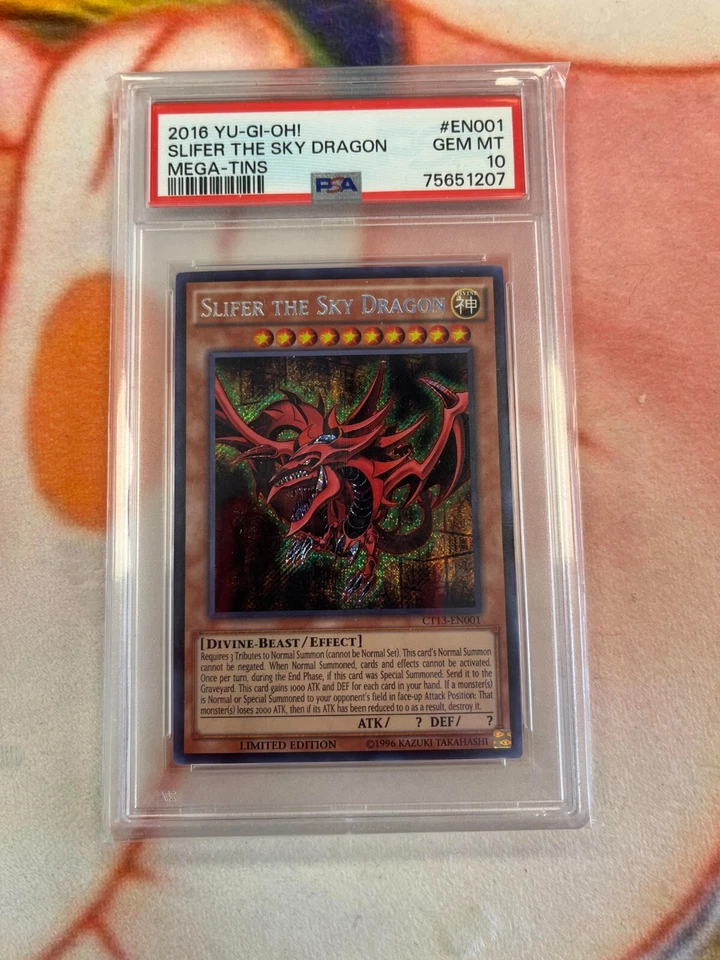 2016 YU-GI-OH! #EN001
SLIFER THE SKY DRAGON GEM MT
MEGA-TINS 10
PSA 75651207
SLIFER THE SKY DRAGON DIVINE 神
CT13-EN001
[DIVINE-BEAST/EFFECT]
Requires 3 Tributes to Normal Summon (cannot be Normal Set). This card's Normal Summon
cannot be negated. When Normal Summoned, cards and effects cannot be activated.
Once per turn, during the End Phase, if this card was Special Summoned: Send it to the
Graveyard. This card gains 1000 ATK and DEF for each card in your hand. If a monster(s)
is Normal or Special Summoned to your opponent's field in face-up Attack Position: That
monster(s) loses 2000 ATK, then if its ATK has been reduced to 0 as a result, destroy it.
ATK/ ? DEF/ ?
LIMITED EDITION ©1996 KAZUKI TAKAHASHI